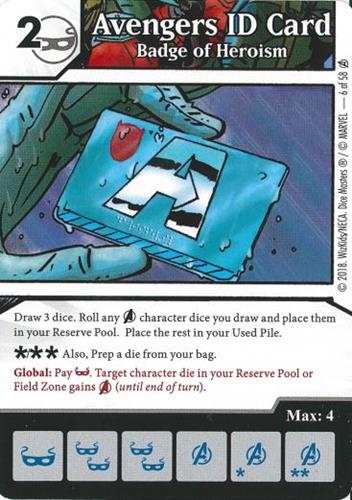 2
Avengers ID Card
Badge of Heroism
6 of 58
© 2018. WizKids/NECA. Dice Masters ® / © MARVEL
A
Draw 3 dice. Roll any character dice you draw and place them
in your Reserve Pool. Place the rest in your Used Pile.
*/** Also, Prep a die from your bag.
Global: Pay . Target character die in your Reserve Pool or
Field Zone gains (until end of turn).
Max: 4
*
**